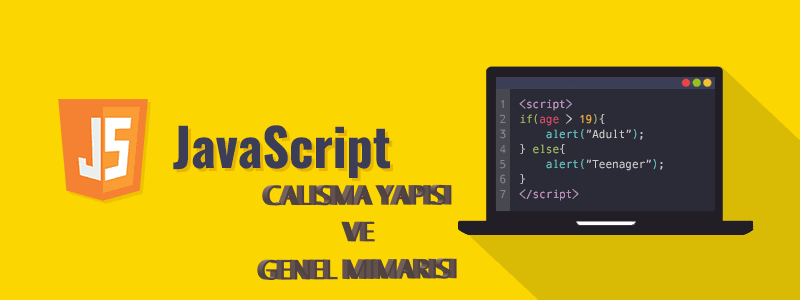 JS
JavaScript
CALISMA YAPISI
VE
GENEL MIMARISI
1 <script>
2 if(age > 19){
3 alert("Adult");
4 } else{
5 alert("Teenager");
6 }
7 </script>